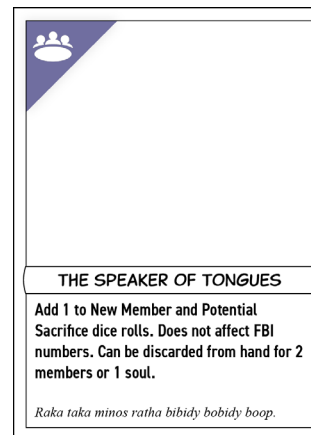 THE SPEAKER OF TONGUES
Add 1 to New Member and Potential
Sacrifice dice rolls. Does not affect FBI
numbers. Can be discarded from hand for 2
members or 1 soul.
Raka taka minos ratha bibidy bobidy boop.